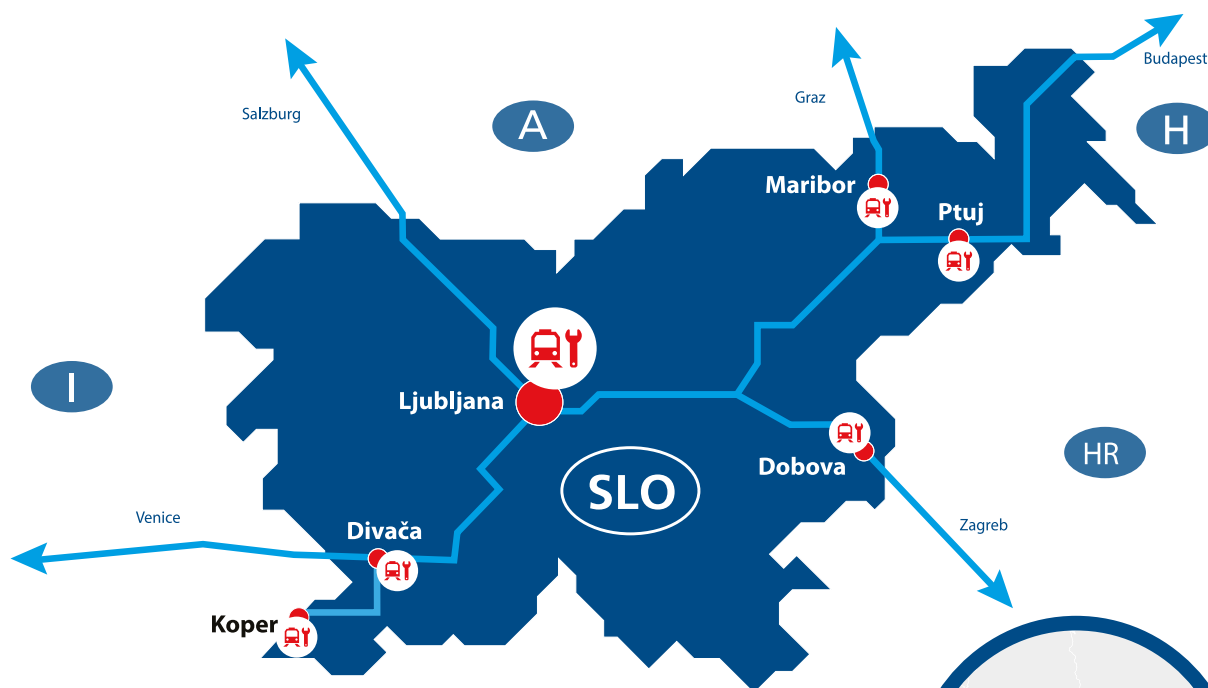 Budapest
Salzburg
Graz
A
H
Maribor
Ptuj
I
Ljubljana
HR
Dobova
SLO
Venice
Divača
Zagreb
Koper